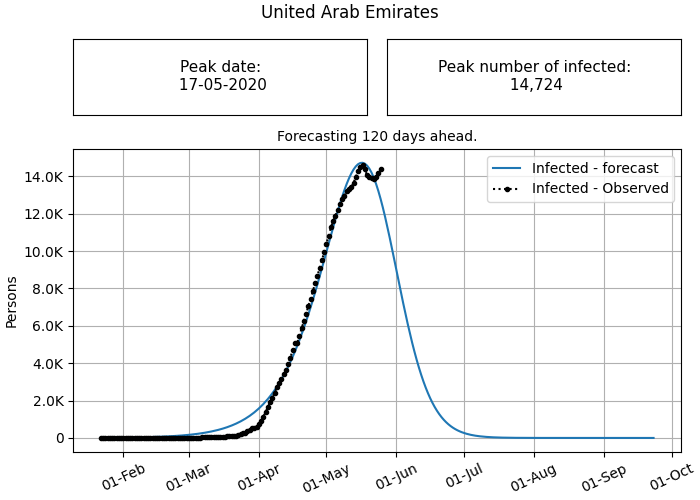 United Arab Emirates
Peak date:
17-05-2020
Peak number of infected:
14,724
Forecasting 120 days ahead.
Infected - forecast
Infected - Observed
Persons
14.0K
12.0K
10.0K
8.0K
6.0K
4.0K
2.0K
0
01-Feb
01-Mar
01-Apr
01-May
01-Jun
01-Jul
01-Aug
01-Sep
01-Oct